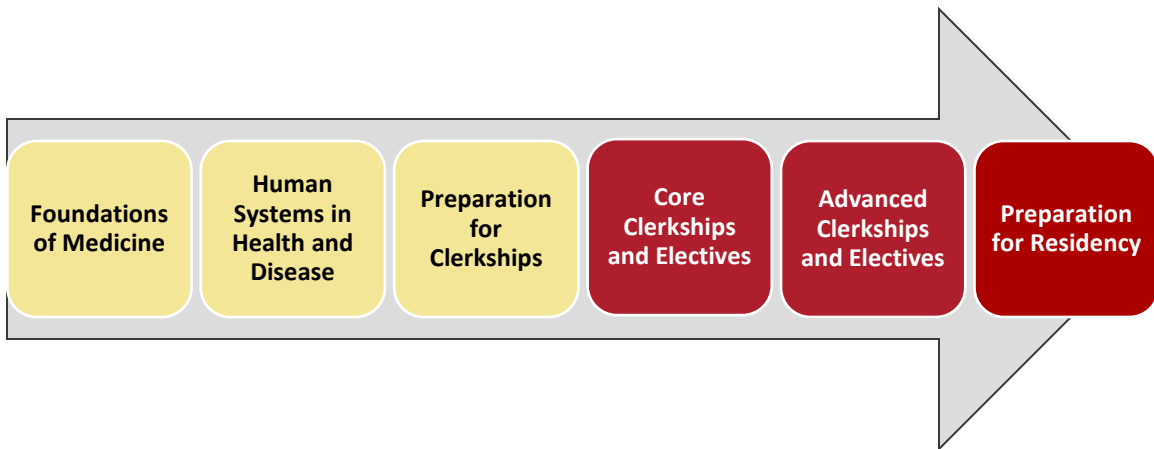 Foundations
of Medicine
Human
Systems in
Health and
Disease
Preparation
for
Clerkships
Core
Clerkships
and Electives
Advanced
Clerkships
and Electives
Preparation
for Residency